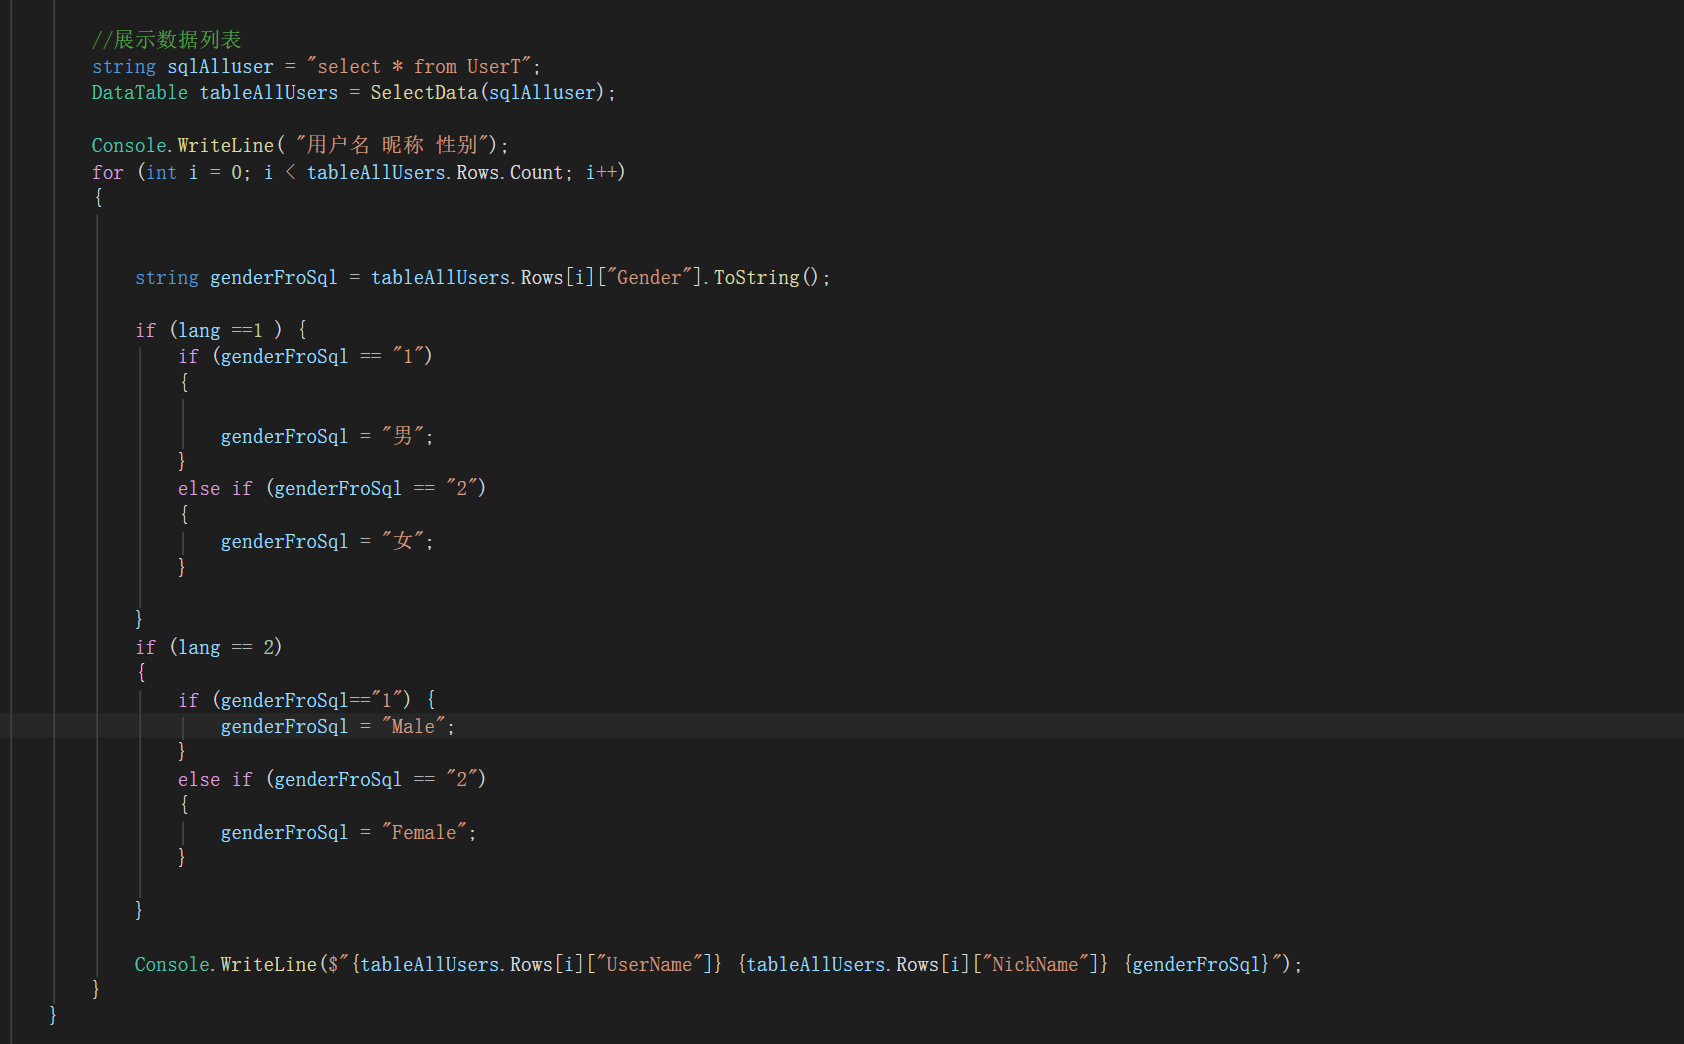 //展示数据列表
string sqlAlluser = "select * from UserT";
DataTable tableAllUsers = SelectData(sqlAlluser);
Console.WriteLine( "用户名 昵称 性别");
for (int i = 0; i < tableAllUsers.Rows.Count; i++)
{
string genderFroSql = tableAllUsers.Rows[i]["Gender"].ToString();
if (lang ==1 ) {
if (genderFroSql == "1")
{
genderFroSql = "男";
}
else if (genderFroSql == "2")
{
genderFroSql = "女";
}
}
if (lang == 2)
{
if (genderFroSql=="1") {
genderFroSql = "Male";
}
else if (genderFroSql == "2")
{
genderFroSql = "Female";
}
}
Console.WriteLine($"{tableAllUsers.Rows[i]["UserName"]} {tableAllUsers.Rows[i]["NickName"]} {genderFroSql}");
}
}